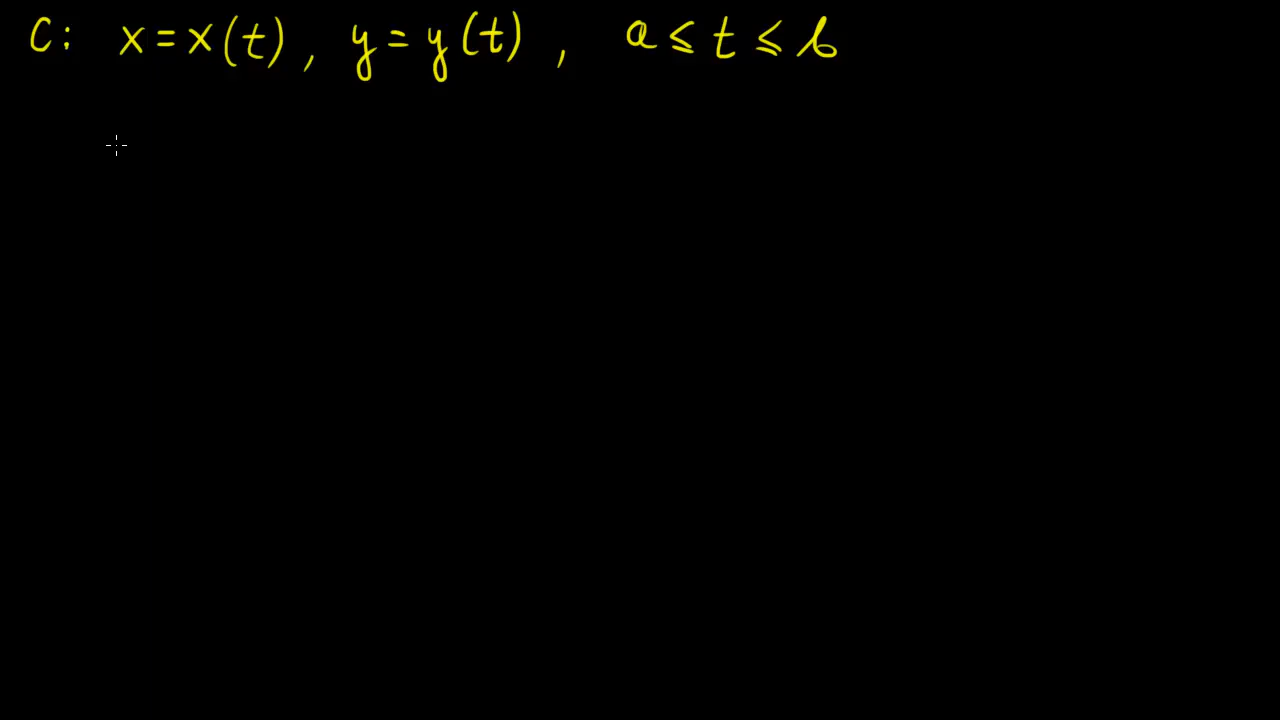 C: x = x(t), y = y(t), a ≤ t ≤ b